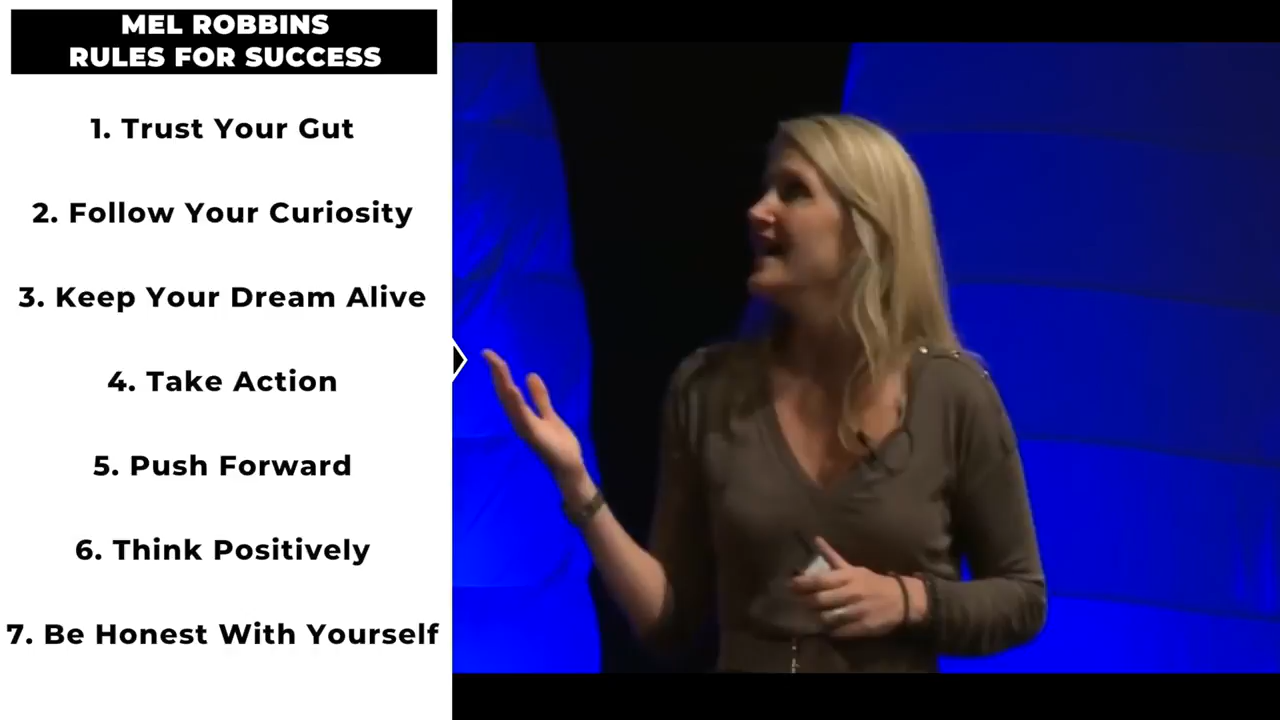 MEL ROBBINS
RULES FOR SUCCESS
1. Trust Your Gut
2. Follow Your Curiosity
3. Keep Your Dream Alive
4. Take Action
5. Push Forward
6. Think Positively
7. Be Honest With Yourself